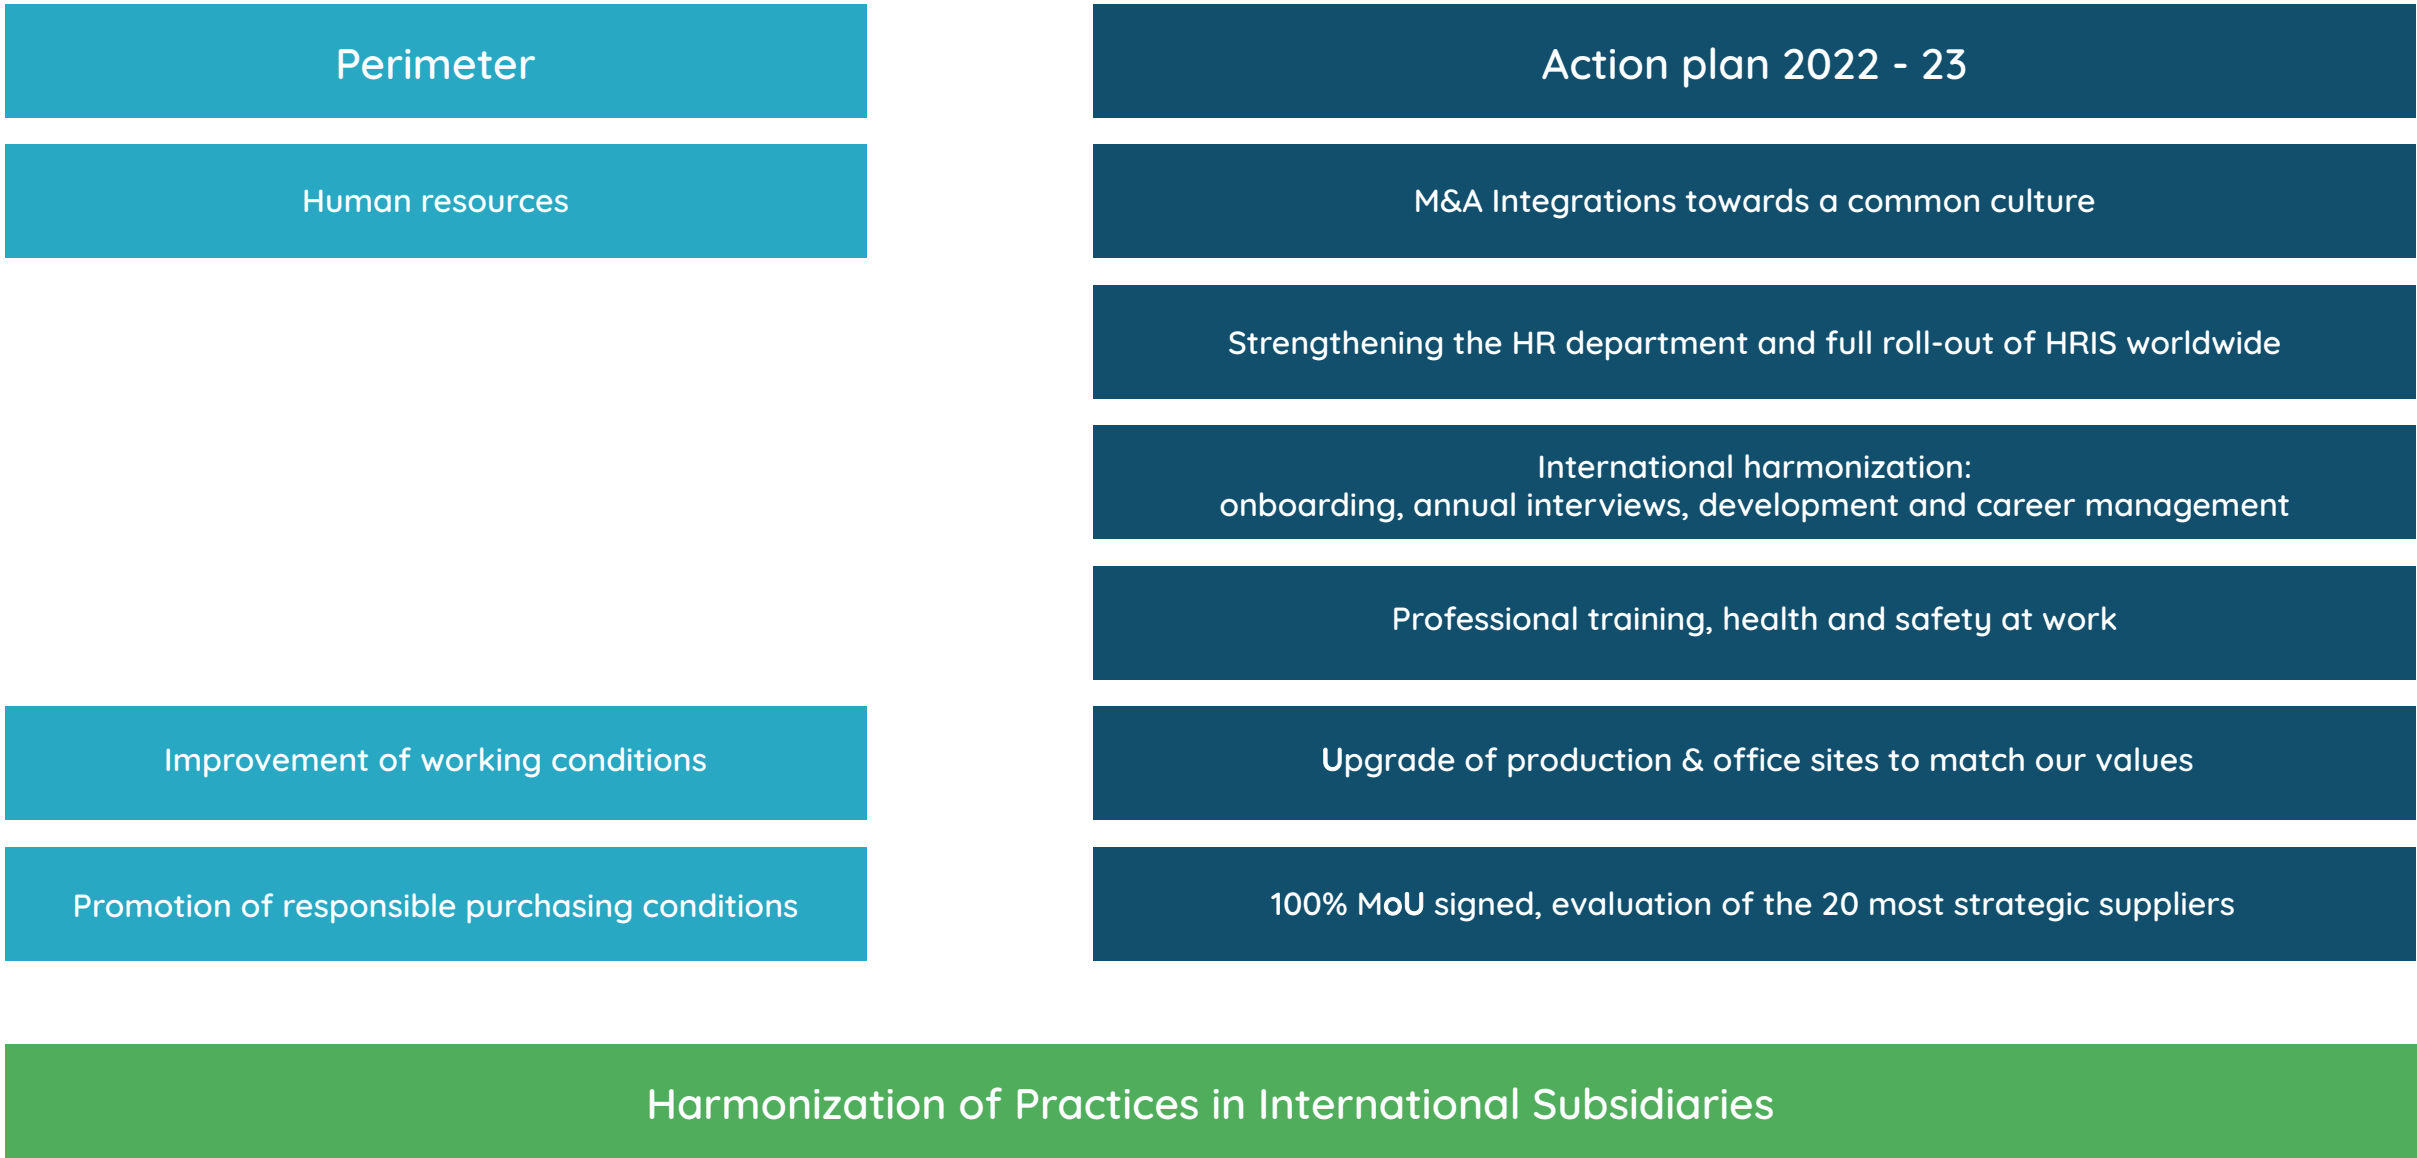 Perimeter
Action plan 2022 - 23
Human resources
M&A Integrations towards a common culture
Strengthening the HR department and full roll-out of HRIS worldwide
International harmonization:
onboarding, annual interviews, development and career management
Professional training, health and safety at work
Improvement of working conditions
Upgrade of production & office sites to match our values
Promotion of responsible purchasing conditions
100% MoU signed, evaluation of the 20 most strategic suppliers
Harmonization of Practices in International Subsidiaries